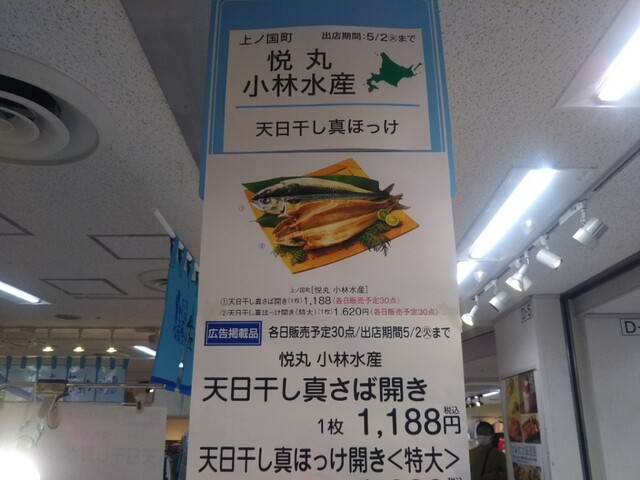 上ノ国町
出店期間:5/2㊋まで
悦丸
小林水産
天日干し真ほっけ
上ノ国町[悦丸 小林水産]
①天日干し真さば開き(1枚)1,188(各日販売予定30点)
②天日干し真ほっけ開き(特大)(1枚)1,620円(各日販売予定30点)
広告掲載品 各日販売予定30点/出店期間5/2㊋まで
悦丸 小林水産
天日干し真さば開き
1枚 1,188円 税込
天日干し真ほっけ開き<特大>